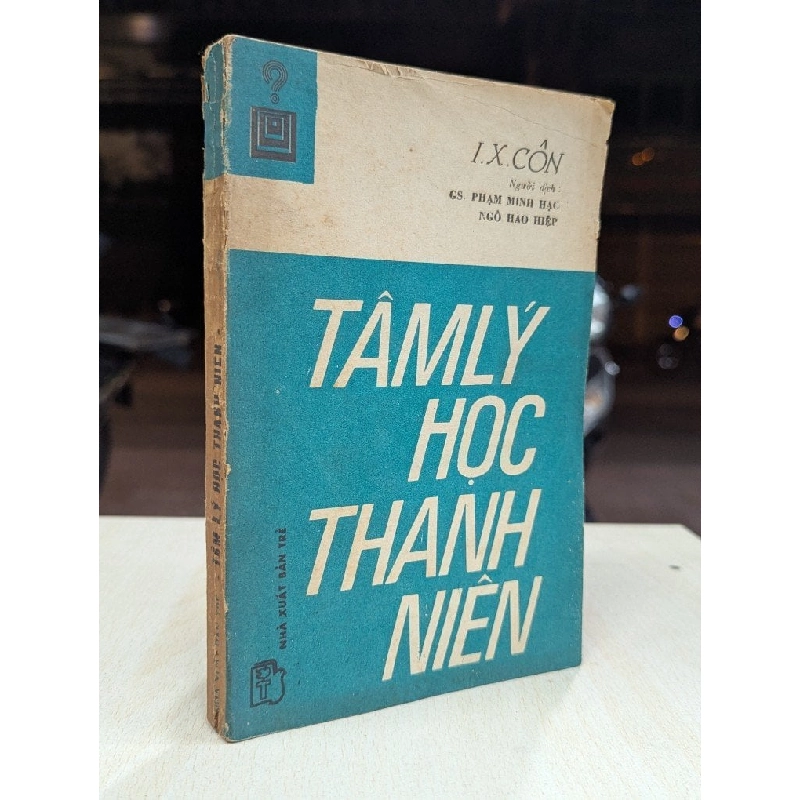 ?
I.X.CÔN
Người dịch:
GS. PHẠM MINH HẠC
NGÔ HAO HIỆP
TÂM LÝ
HỌC
THANH
NIÊN
NHÀ XUẤT BẢN TRẺ
TÂM LÝ HỌC THANH NIÊN